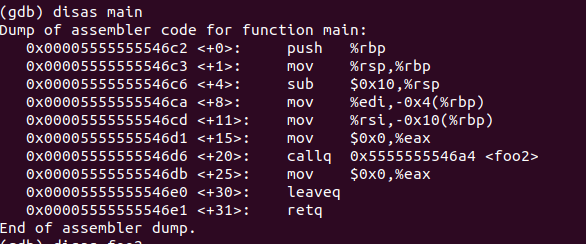 (gdb) disas main
Dump of assembler code for function main:
0x00005555555546c2 <+0>: push %rbp
0x00005555555546c3 <+1>: mov %rsp,%rbp
0x00005555555546c6 <+4>: sub $0x10,%rsp
0x00005555555546ca <+8>: mov %edi,-0x4(%rbp)
0x00005555555546cd <+11>: mov %rsi,-0x10(%rbp)
0x00005555555546d1 <+15>: mov $0x0,%eax
0x00005555555546d6 <+20>: callq 0x5555555546a4 <foo2>
0x00005555555546db <+25>: mov $0x0,%eax
0x00005555555546e0 <+30>: leaveq
0x00005555555546e1 <+31>: retq
End of assembler dump.
(gdb) disas foo2